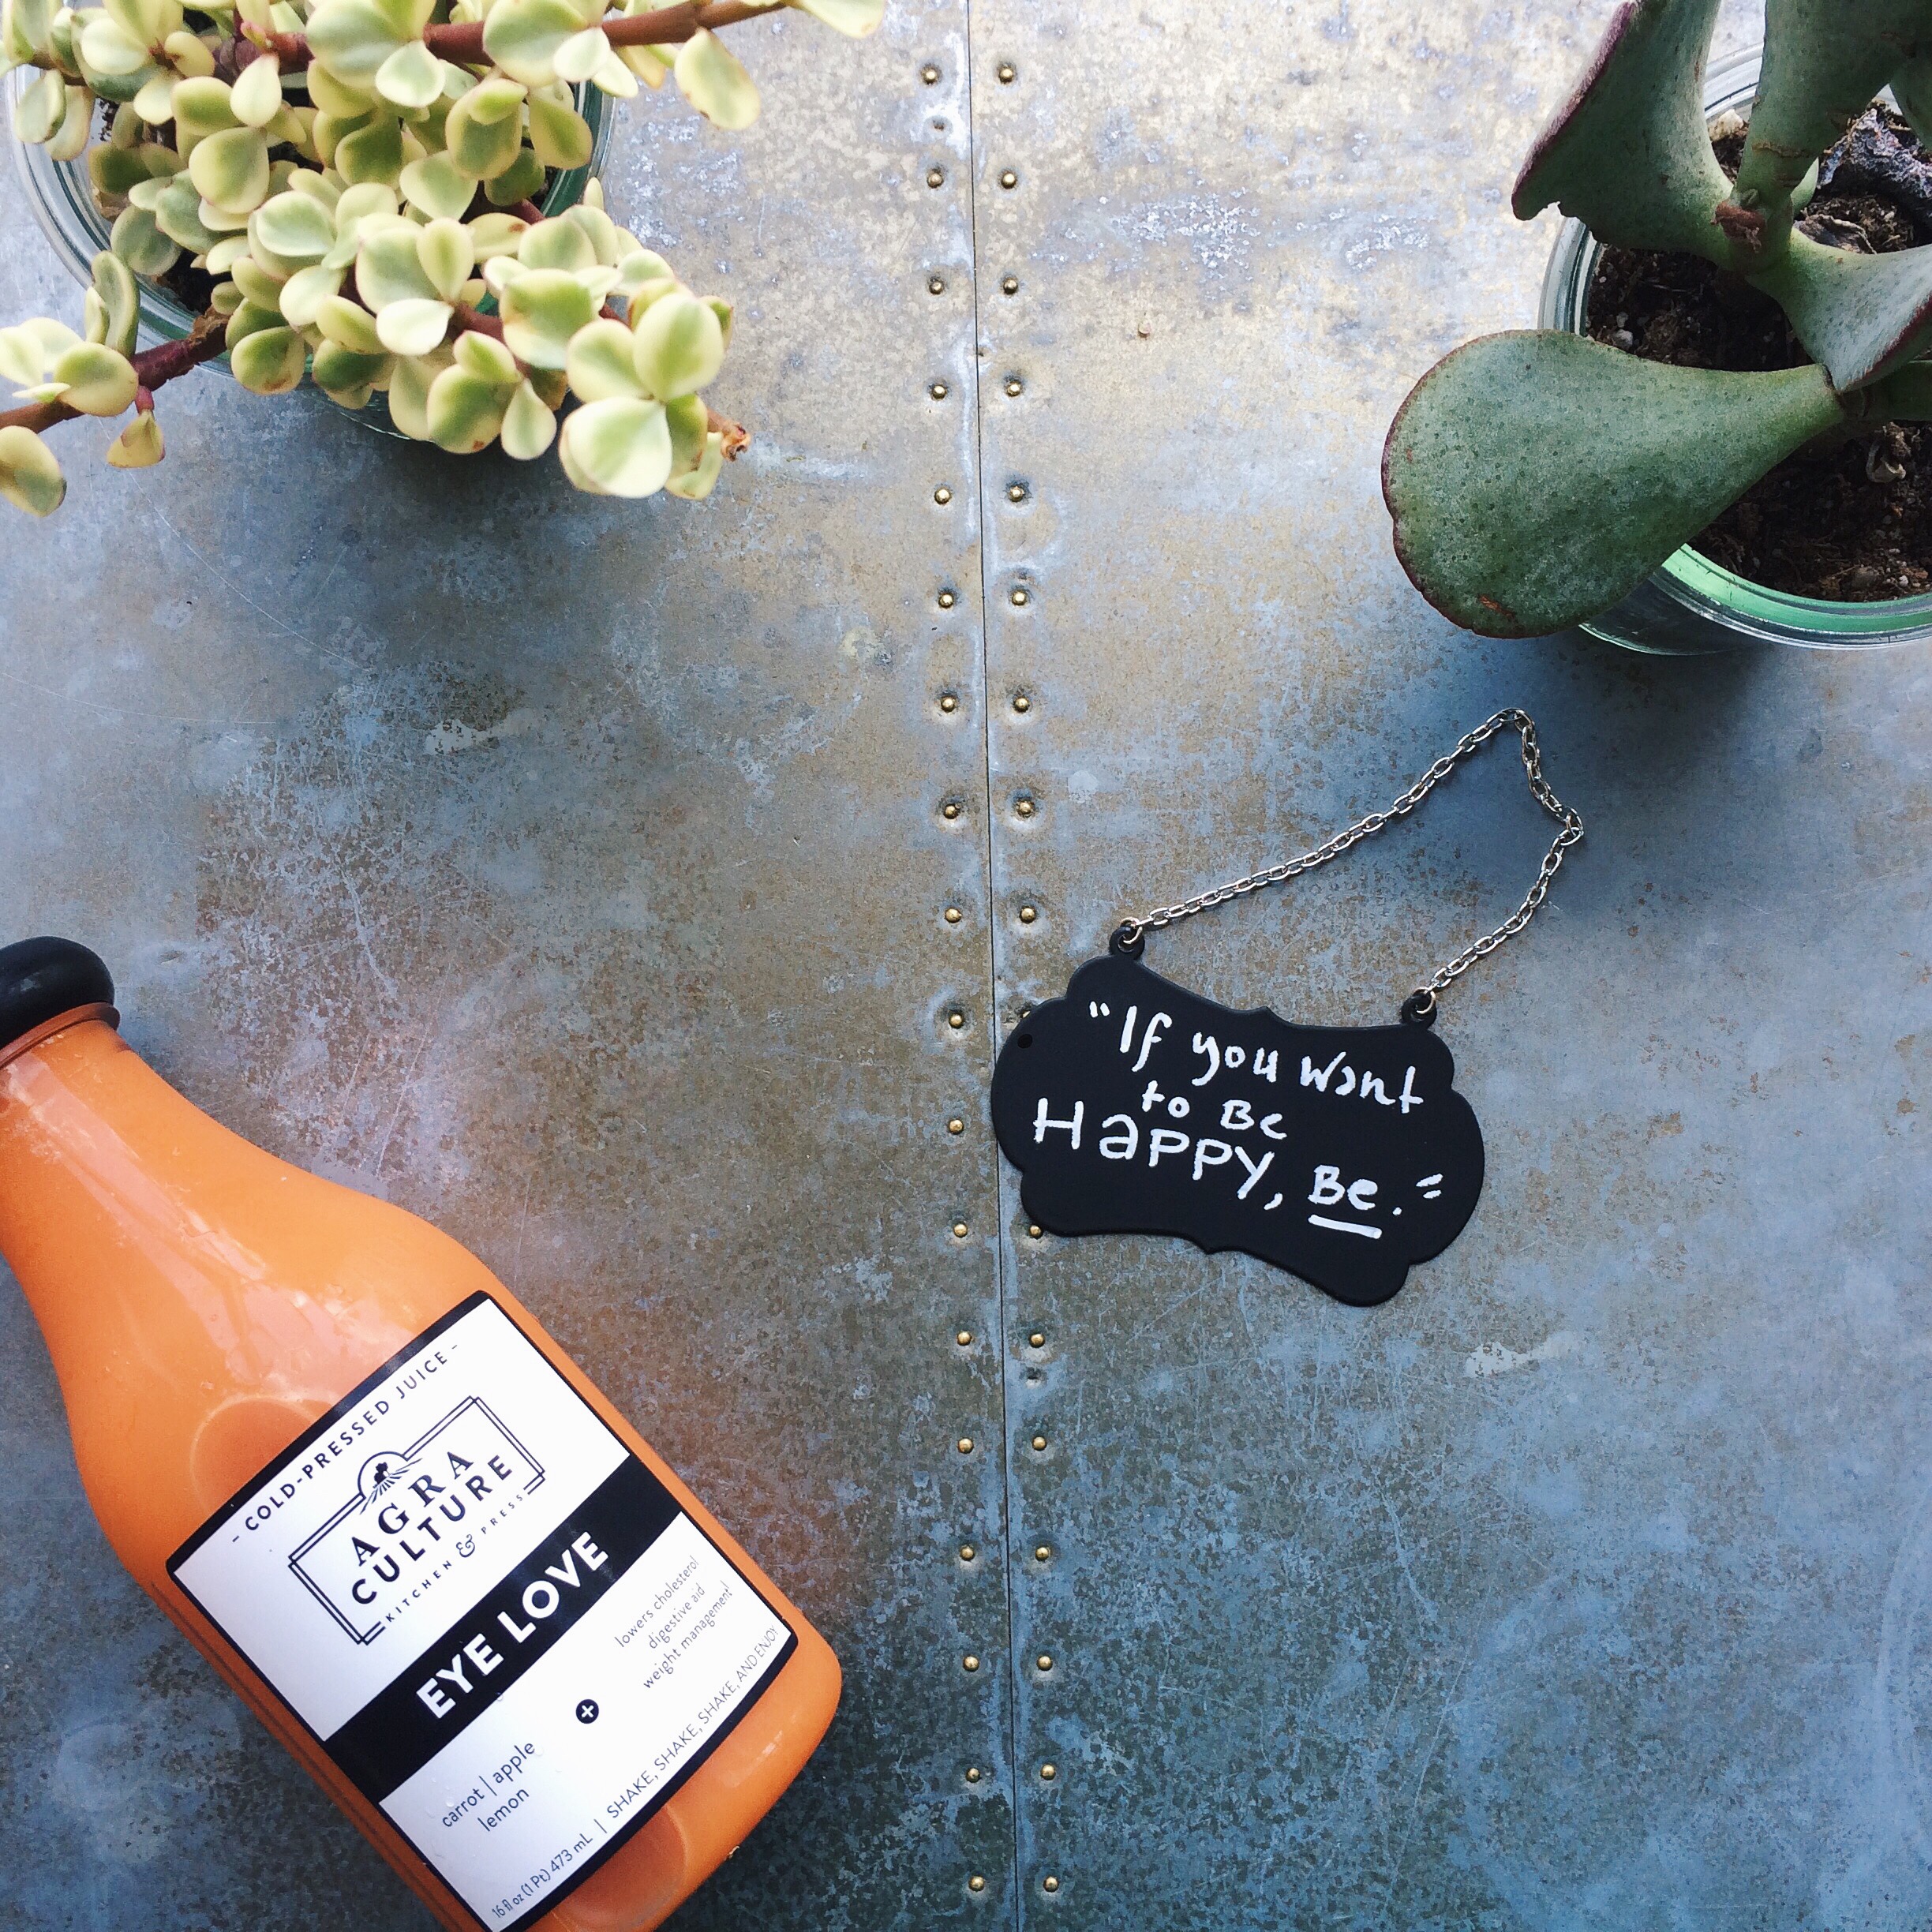 "If you want
to Be
Happy, Be."
- COLD-PRESSED JUICE -
AGRA
CULTURE
KITCHEN & PRESS
EYE LOVE
carrot | apple
lemon
+
lowers cholesterol
digestive aid
weight management
16 fl oz (1 Pt) 473 mL | SHAKE, SHAKE, SHAKE, AND ENJOY